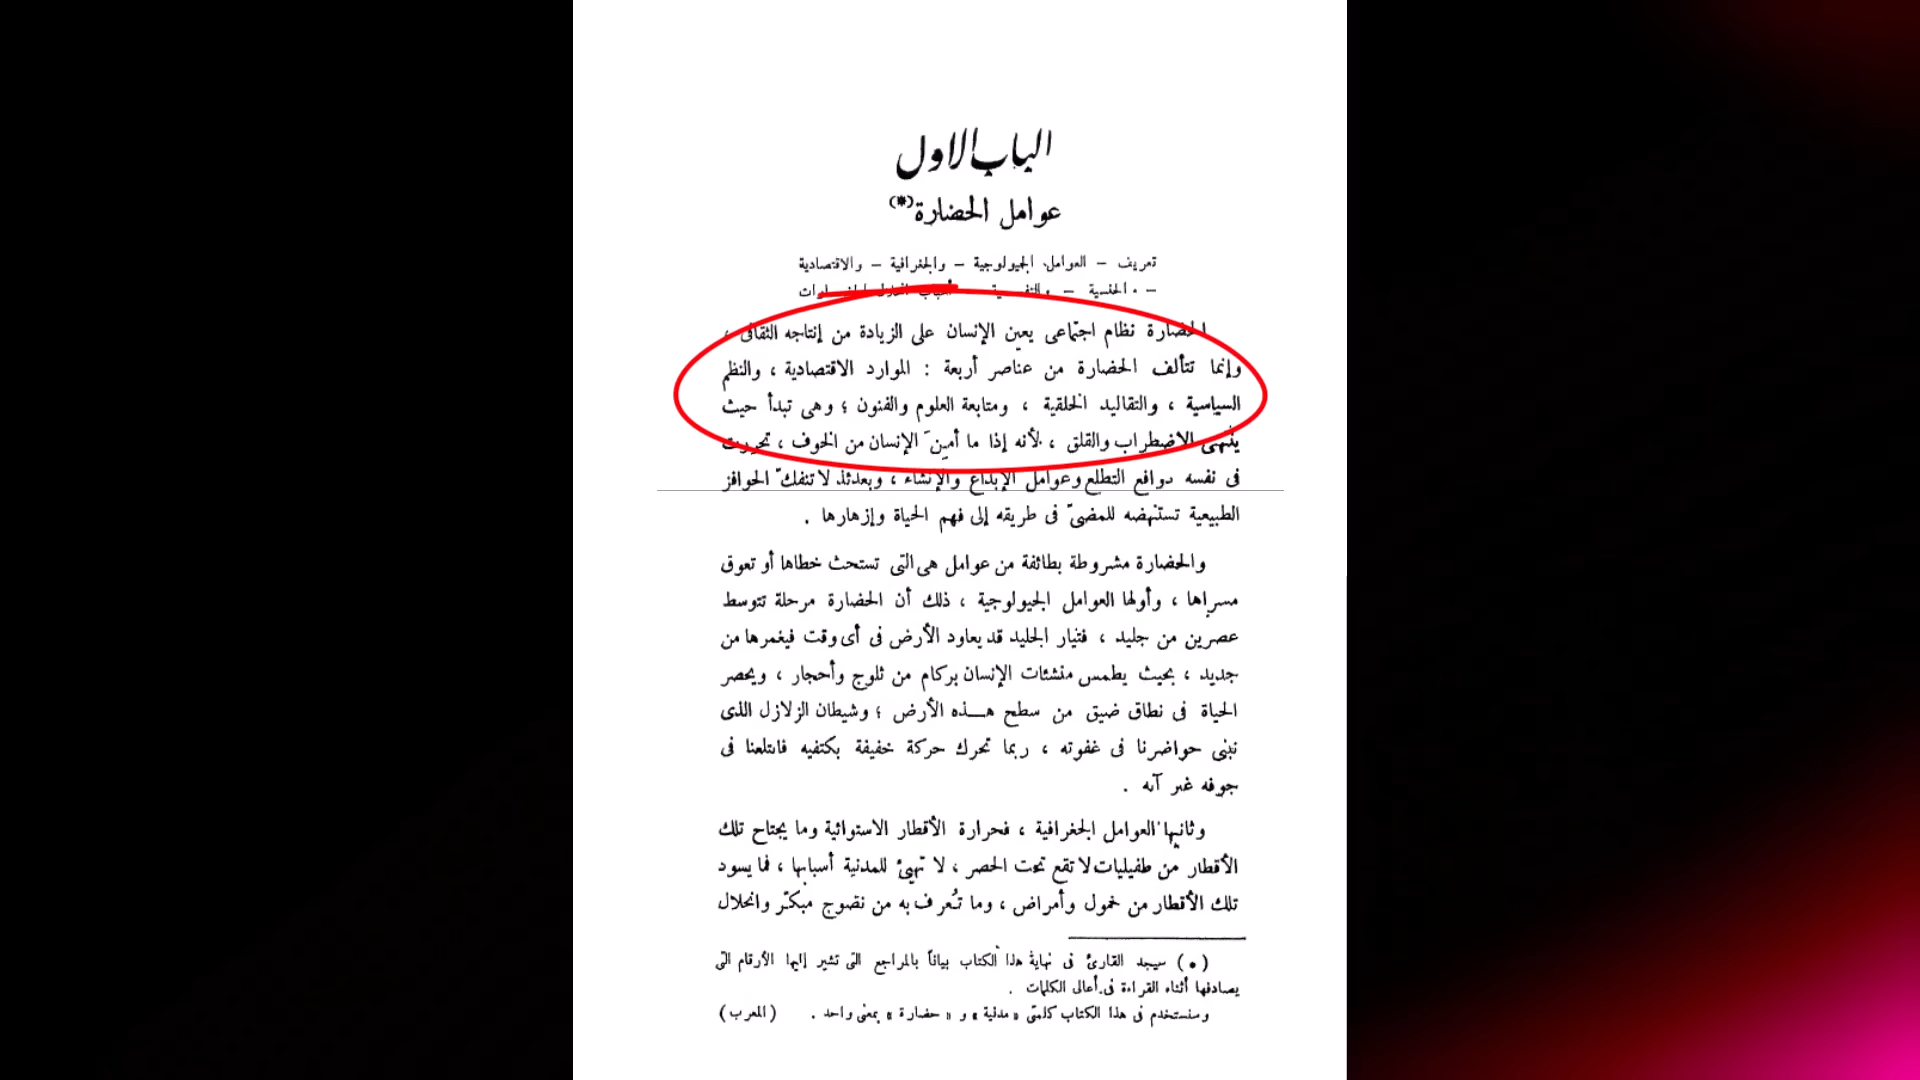 الباب الاول
عوامل الحضارة (*)
تعريف – العوامل الجيولوجية – والجغرافية – والاقتصادية
– والجنسية – والنفسية – أسباب انحلال الحضارات
الحضارة نظام اجتماعى يعين الإنسان على الزيادة من إنتاجه الثقافى ،
وإنما تتألف الحضارة من عناصر أربعة : الموارد الاقتصادية ، والنظم
السياسية ، والتقاليد الخلقية ، ومتابعة العلوم والفنون ؛ وهى تبدأ حيث
ينتهى الاضطراب والقلق ، لأنه إذا ما أمِنَ الإنسان من الخوف ، تحررت
فى نفسه دوافع التطلع وعوامل الإبداع والإنشاء ، وبعدئذ لا تنفكّ الحوافز
الطبيعية تستنهضه للمضىّ فى طريقه إلى فهم الحياة وإزهارها .
والحضارة مشروطة بطائفة من عوامل هى التى تستحث خطاها أو تعوق
مسراها ، وأولها العوامل الجيولوجية ، ذلك أن الحضارة مرحلة تتوسط
عصرين من جليد ، فتيار الجليد قد يعاود الأرض فى أى وقت فيغمرها من
جديد ، بحيث يطمس منشئات الإنسان بركام من ثلوج وأحجار ، ويحصر
الحياة فى نطاق ضيق من سطح هـذه الأرض ؛ وشيطان الزلازل الذى
نبنى حواضرنا فى غفوته ، ربما تحرك حركة خفيفة بكتفيه فابتلعنا فى
جوفه غير آبه .
وثانيها العوامل الجغرافية ، فحرارة الأقطار الاستوائية وما يجتاح تلك
الأقطار من طفيليات لا تقع تحت الحصر ، لا تهيئ للمدنية أسبابها ، فما يسود
تلك الأقطار من خمول وأمراض ، وما تُعرف به من نضوج مبكّر وانحلال
(*) سيجد القارئ فى نهاية هذا الكتاب بياناً بالمراجع التى تشير إليها الأرقام التى
يصادفها أثناء القراءة فى أعالى الكلمات .
وسنستخدم فى هذا الكتاب كلمتى « مدنية » و « حضارة » بمعنى واحد . ( المعرب )